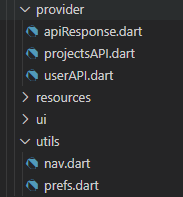 provider
apiResponse.dart
projectsAPI.dart
userAPI.dart
resources
ui
utils
nav.dart
prefs.dart